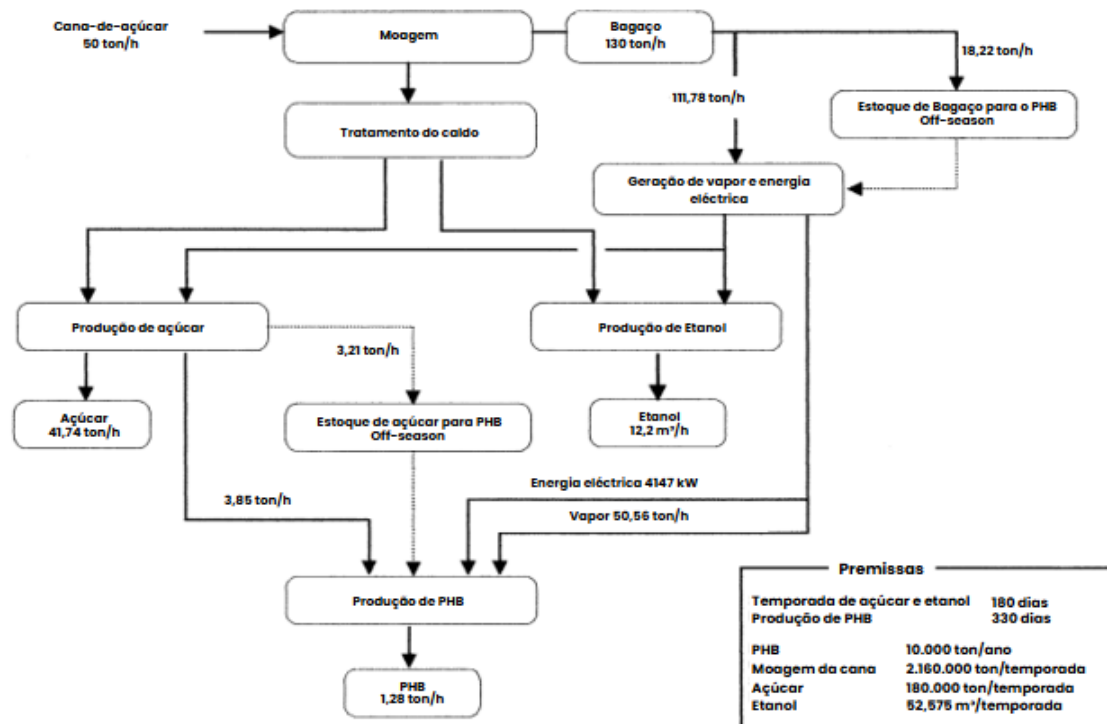 Cana-de-açúcar
50 ton/h
Moagem
Bagaço
130 ton/h
18,22 ton/h
111,78 ton/h
Estoque de Bagaço para o PHB
Off-season
Tratamento do caldo
Geração de vapor e energia
eléctrica
Produção de açúcar
Produção de Etanol
3,21 ton/h
Açúcar
41,74 ton/h
Estoque de açúcar para PHB
Off-season
Etanol
12,2 m³/h
Energia eléctrica 4147 kW
3,85 ton/h
Vapor 50,56 ton/h
Produção de PHB
PHB
1,28 ton/h
Premissas
Temporada de açúcar e etanol 180 dias
Produção de PHB 330 dias
PHB 10.000 ton/ano
Moagem da cana 2.160.000 ton/temporada
Açúcar 180.000 ton/temporada
Etanol 52,575 m³/temporada